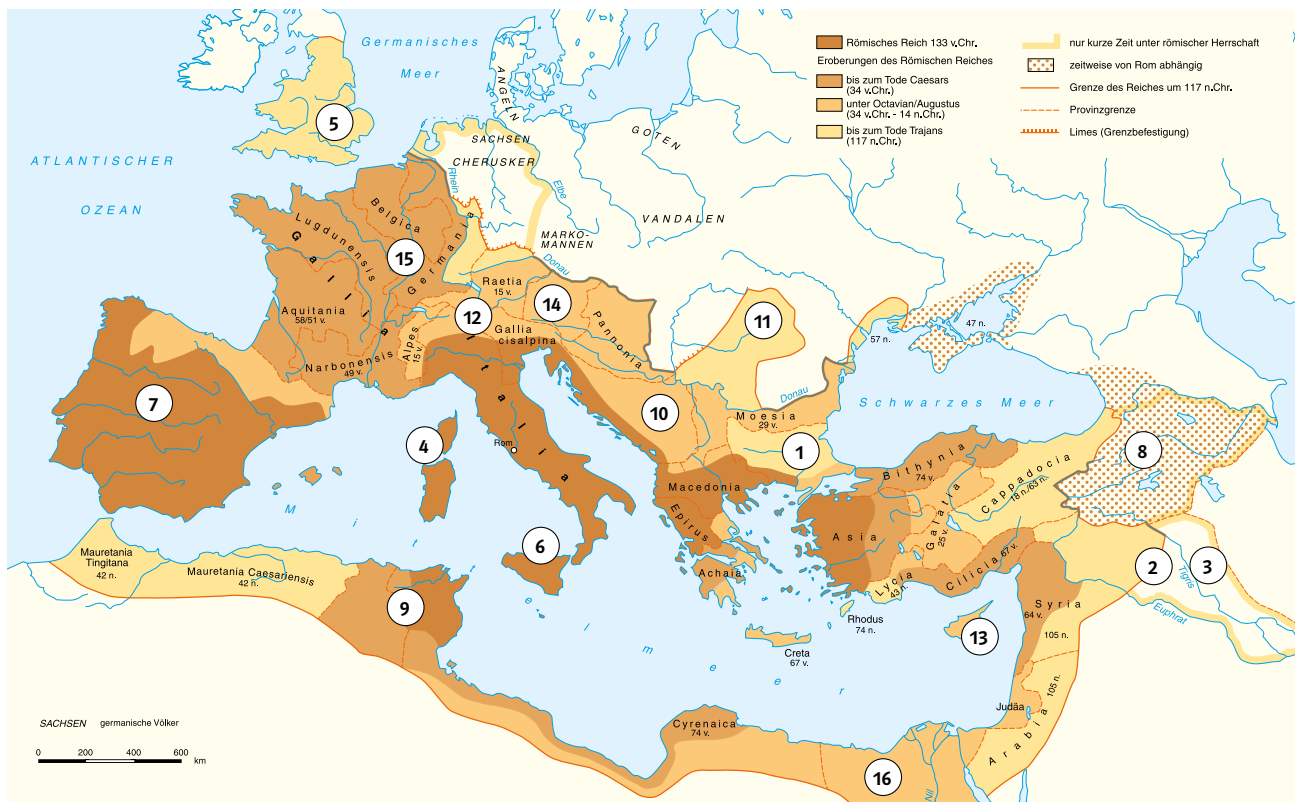 Germanisches
Meer
ATLANTISCHER
OZEAN
ANGELN
SACHSEN
CHERUSKER
GOTEN
VANDALEN
MARKO-
MANNEN
Rhein
Elbe
Donau
Römisches Reich 133 v.Chr.
Eroberungen des Römischen Reiches
bis zum Tode Caesars
(34 v.Chr.)
unter Octavian/Augustus
(34 v.Chr. - 14 n.Chr.)
bis zum Tode Trajans
(117 n.Chr.)
nur kurze Zeit unter römischer Herrschaft
zeitweise von Rom abhängig
Grenze des Reiches um 117 n.Chr.
Provinzgrenze
Limes (Grenzbefestigung)
5
Belgica
Lugdunensis
Gallia
Germania
15
Aquitania
58/51 v.
Narbonensis
49 v.
Alpes
15 v.
Raetia
15 v.
12
14
Gallia
cisalpina
Pannonia
11
57 n.
47 n.
7
4
Italia
Rom
10
Donau
Moesia
29 v.
1
Schwarzes Meer
Macedonia
Epirus
Achaia
Bithynia
74 v.
Galatia
25 v.
Cappadocia
18 n./63 n.
8
Asia
Lycia
43 n.
Cilicia
67 v.
2
Tigris
3
Euphrat
6
Mittelmeer
Mauretania
Tingitana
42 n.
Mauretania Caesariensis
42 n.
9
Rhodus
74 n.
Creta
67 v.
13
Syria
64 v.
105 n.
Judäa
105 n.
Arabia
Cyrenaica
74 v.
16
Nil
SACHSEN germanische Völker
0 200 400 600
km